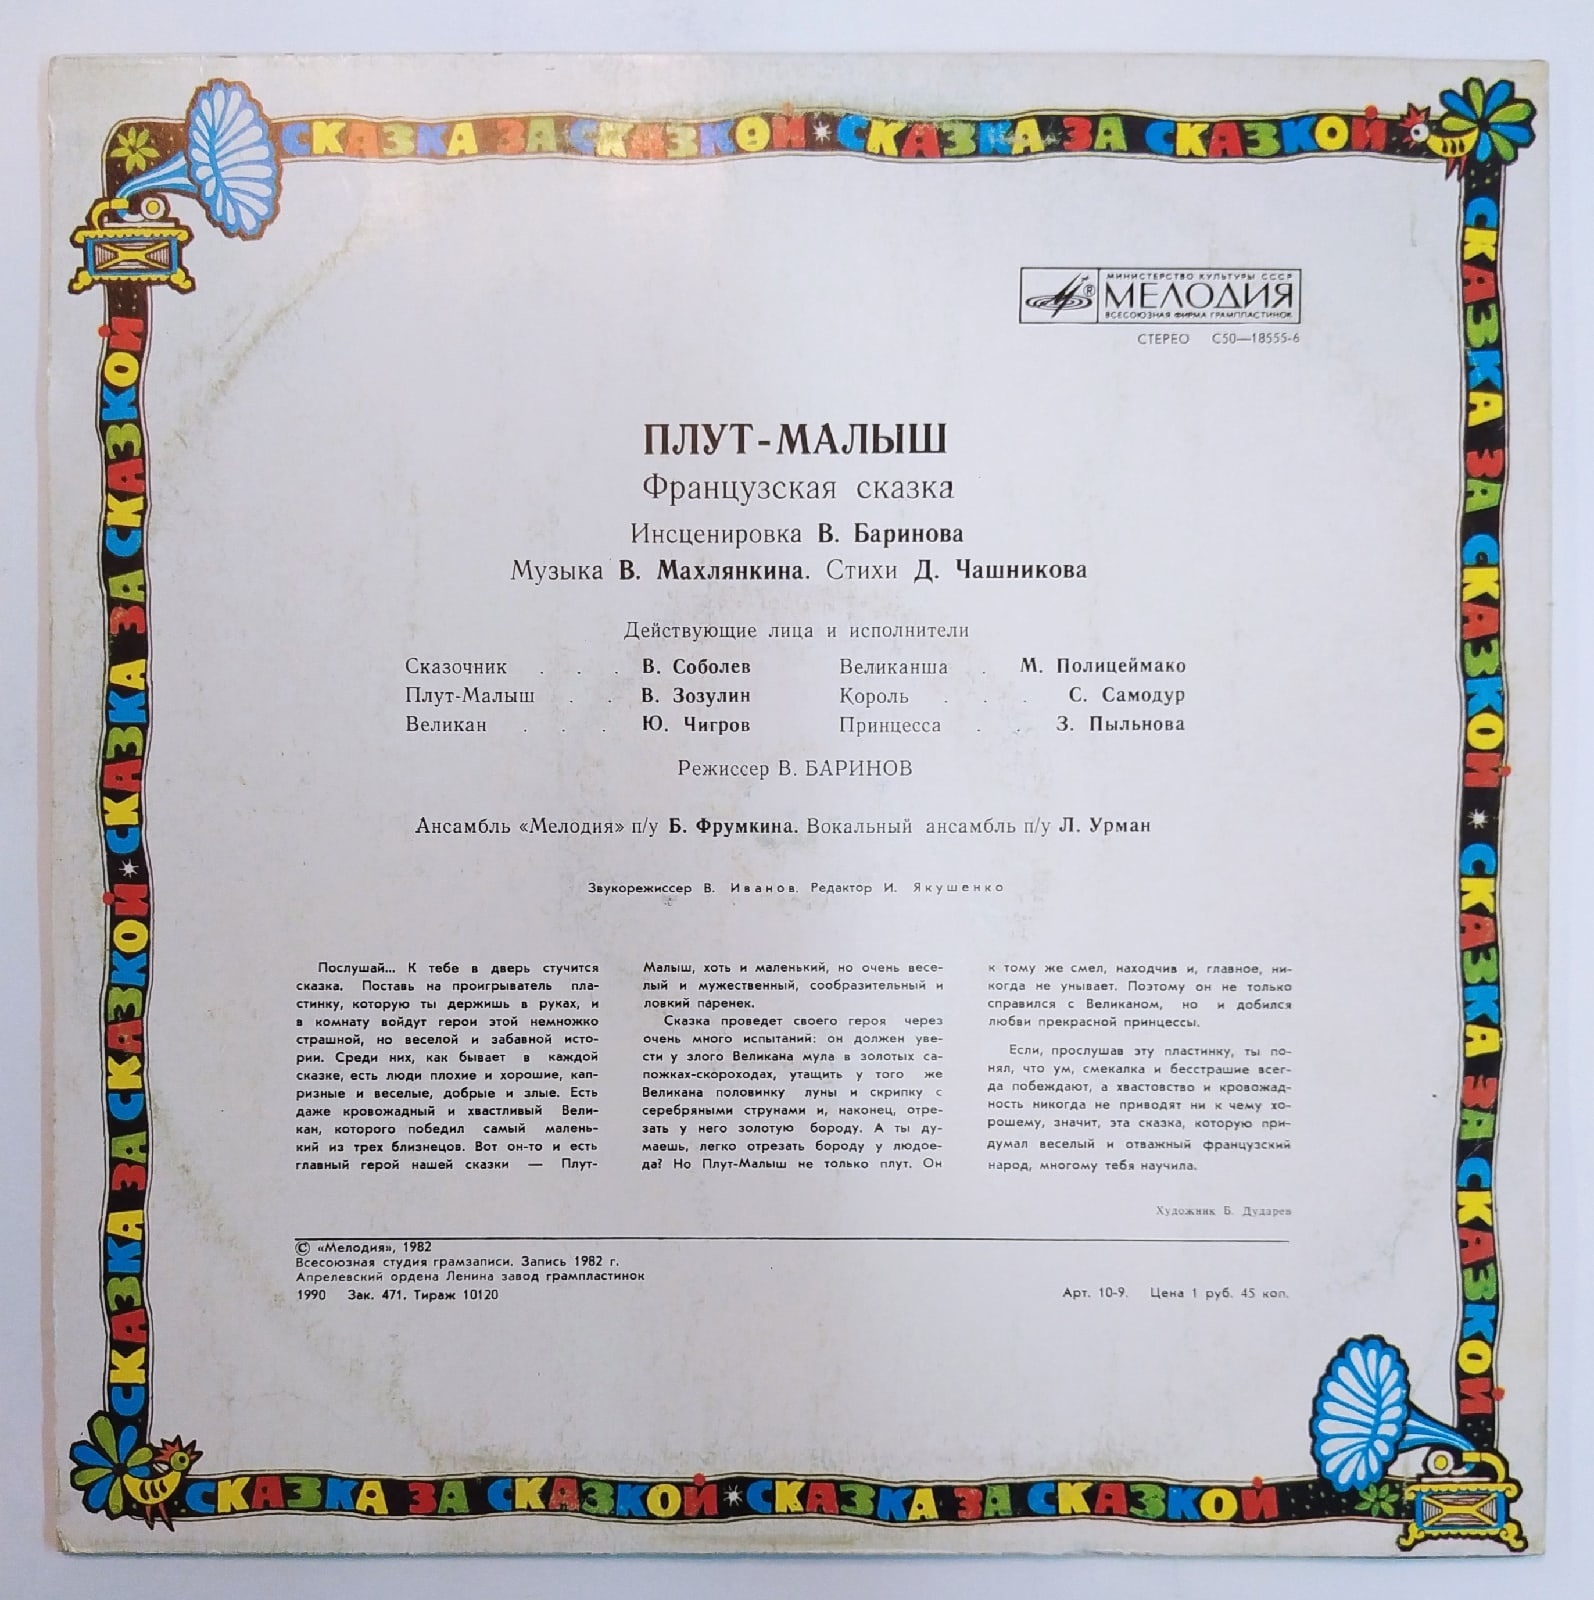 СКАЗКА ЗА СКАЗКОЙ * СКАЗКА ЗА СКАЗКОЙ
СКАЗКА ЗА СКАЗКОЙ * СКАЗКА ЗА СКАЗКОЙ
СКАЗКА ЗА СКАЗКОЙ * СКАЗКА ЗА СКАЗКОЙ
МИНИСТЕРСТВО КУЛЬТУРЫ СССР
® МЕЛОДИЯ
ВСЕСОЮЗНАЯ ФИРМА ГРАМПЛАСТИНОК
СТЕРЕО С50—18555-6
ПЛУТ-МАЛЫШ
Французская сказка
Инсценировка В. Баринова
Музыка В. Махлянкина. Стихи Д. Чашникова
Действующие лица и исполнители
Сказочник . . . В. Соболев
Плут-Малыш . . В. Зозулин
Великан . . . Ю. Чигров
Великанша . М. Полицеймако
Король . . . С. Самодур
Принцесса . . З. Пыльнова
Режиссер В. БАРИНОВ
Ансамбль «Мелодия» п/у Б. Фрумкина. Вокальный ансамбль п/у Л. Урман
Звукорежиссер В. Иванов. Редактор И. Якушенко
Послушай... К тебе в дверь стучится
сказка. Поставь на проигрыватель пла-
стинку, которую ты держишь в руках, и
в комнату войдут герои этой немножко
страшной, но веселой и забавной исто-
рии. Среди них, как бывает в каждой
сказке, есть люди плохие и хорошие, кап-
ризные и веселые, добрые и злые. Есть
даже кровожадный и хвастливый Вели-
кан, которого победил самый малень-
кий из трех близнецов. Вот он-то и есть
главный герой нашей сказки — Плут-
Малыш, хоть и маленький, но очень весе-
лый и мужественный, сообразительный и
ловкий паренек.
Сказка проведет своего героя через
очень много испытаний: он должен уве-
сти у злого Великана мула в золотых са-
пожках-скороходах, утащить у того же
Великана половинку луны и скрипку с
серебряными струнами и, наконец, отре-
зать у него золотую бороду. А ты ду-
маешь, легко отрезать бороду у людое-
да? Но Плут-Малыш не только плут. Он
к тому же смел, находчив и, главное, ни-
когда не унывает. Поэтому он не только
справился с Великаном, но и добился
любви прекрасной принцессы.
Если, прослушав эту пластинку, ты по-
нял, что ум, смекалка и бесстрашие всег-
да побеждают, а хвастовство и кровожад-
ность никогда не приводят ни к чему хо-
рошему, значит, эта сказка, которую при-
думал веселый и отважный французский
народ, многому тебя научила.
Художник Б. Дударев
© «Мелодия», 1982
Всесоюзная студия грамзаписи. Запись 1982 г.
Апрелевский ордена Ленина завод грампластинок
1990 Зак. 471. Тираж 10120
Арт. 10-9. Цена 1 руб. 45 коп.
СКАЗКА ЗА СКАЗКОЙ * СКАЗКА ЗА СКАЗКОЙ